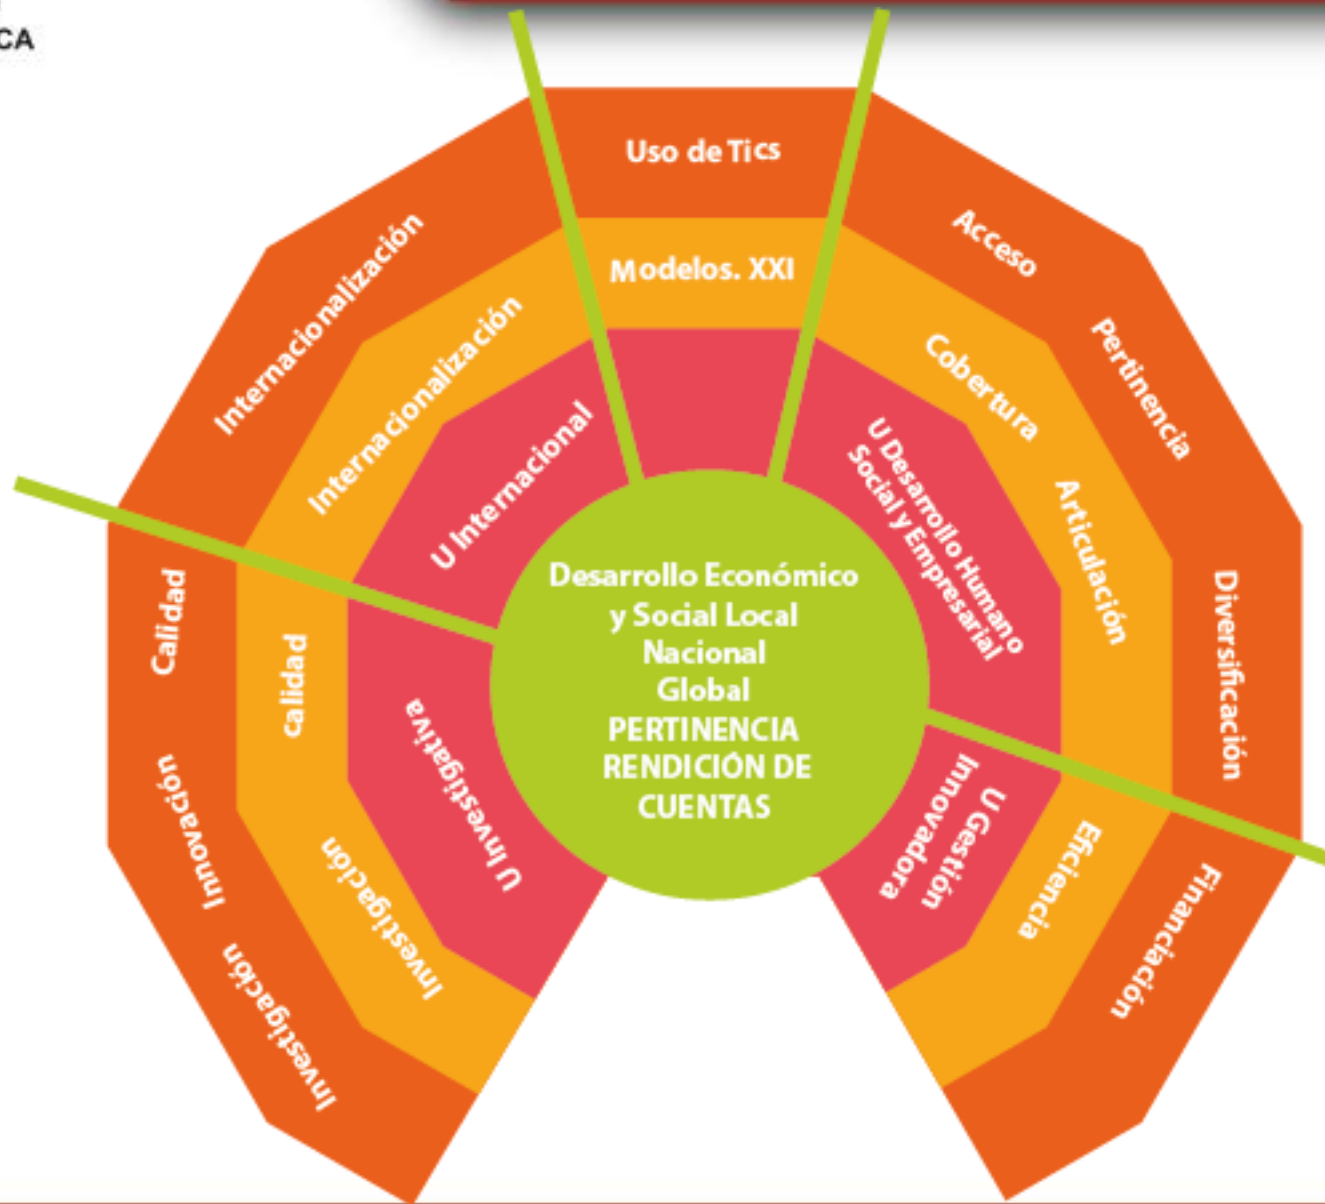 CA
Uso de Tics
Modelos. XXI
Internacionalización
Internacionalización
U Internacional
Acceso
Pertinencia
Diversificación
Cobertura
Articulación
U Desarrollo Humano
Social y Empresarial
Calidad
Innovación
Investigación
calidad
Investigación
U Investigativa
Desarrollo Económico
y Social Local
Nacional
Global
PERTINENCIA
RENDICIÓN DE
CUENTAS
U Gestión
Innovadora
Eficiencia
Financiación